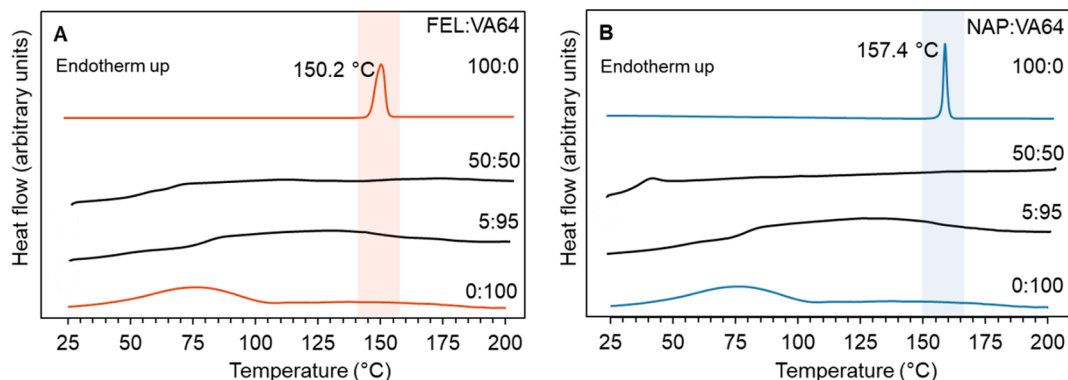 A
FEL:VA64
Endotherm up
150.2 °C
100:0
50:50
5:95
0:100
Heat flow (arbitrary units)
25 50 75 100 125 150 175 200
Temperature (°C)
B
NAP:VA64
Endotherm up
157.4 °C
100:0
50:50
5:95
0:100
Heat flow (arbitrary units)
25 50 75 100 125 150 175 200
Temperature (°C)